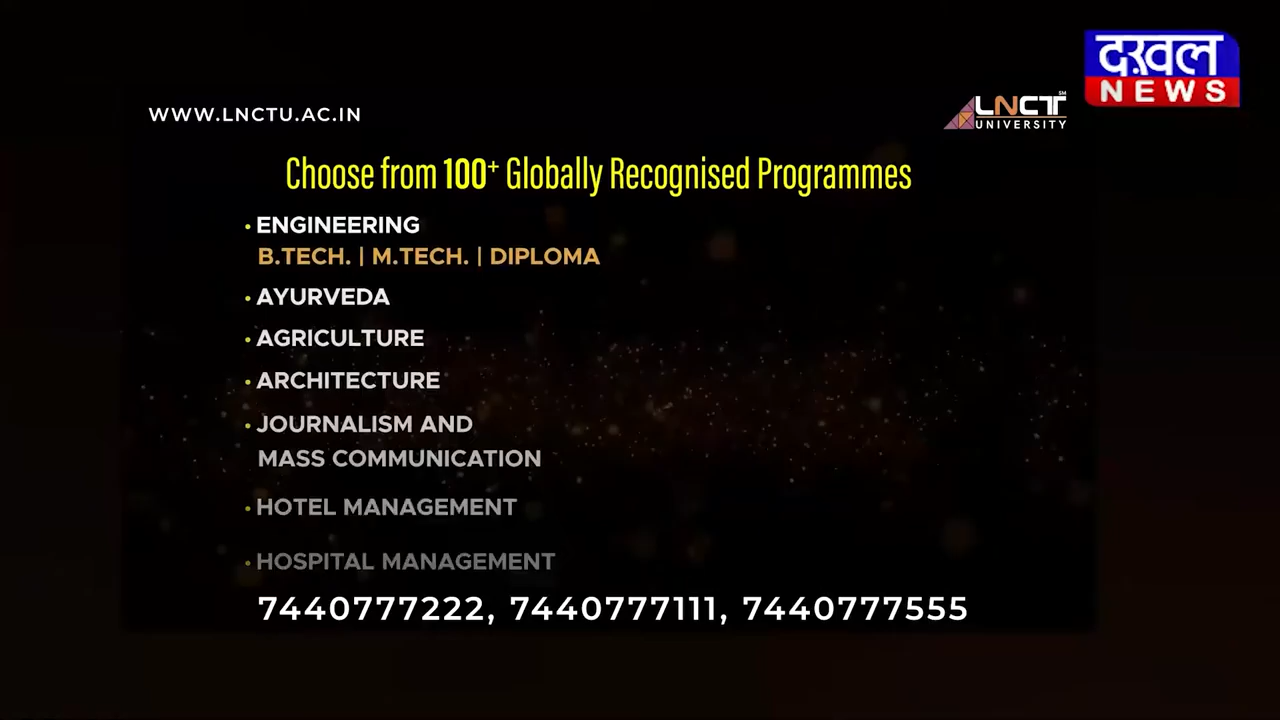 दख़ल
NEWS
WWW.LNCTU.AC.IN
LNCT SM
UNIVERSITY
Choose from 100+ Globally Recognised Programmes
• ENGINEERING
B.TECH. | M.TECH. | DIPLOMA
• AYURVEDA
• AGRICULTURE
• ARCHITECTURE
• JOURNALISM AND
MASS COMMUNICATION
• HOTEL MANAGEMENT
• HOSPITAL MANAGEMENT
7440777222, 7440777111, 7440777555